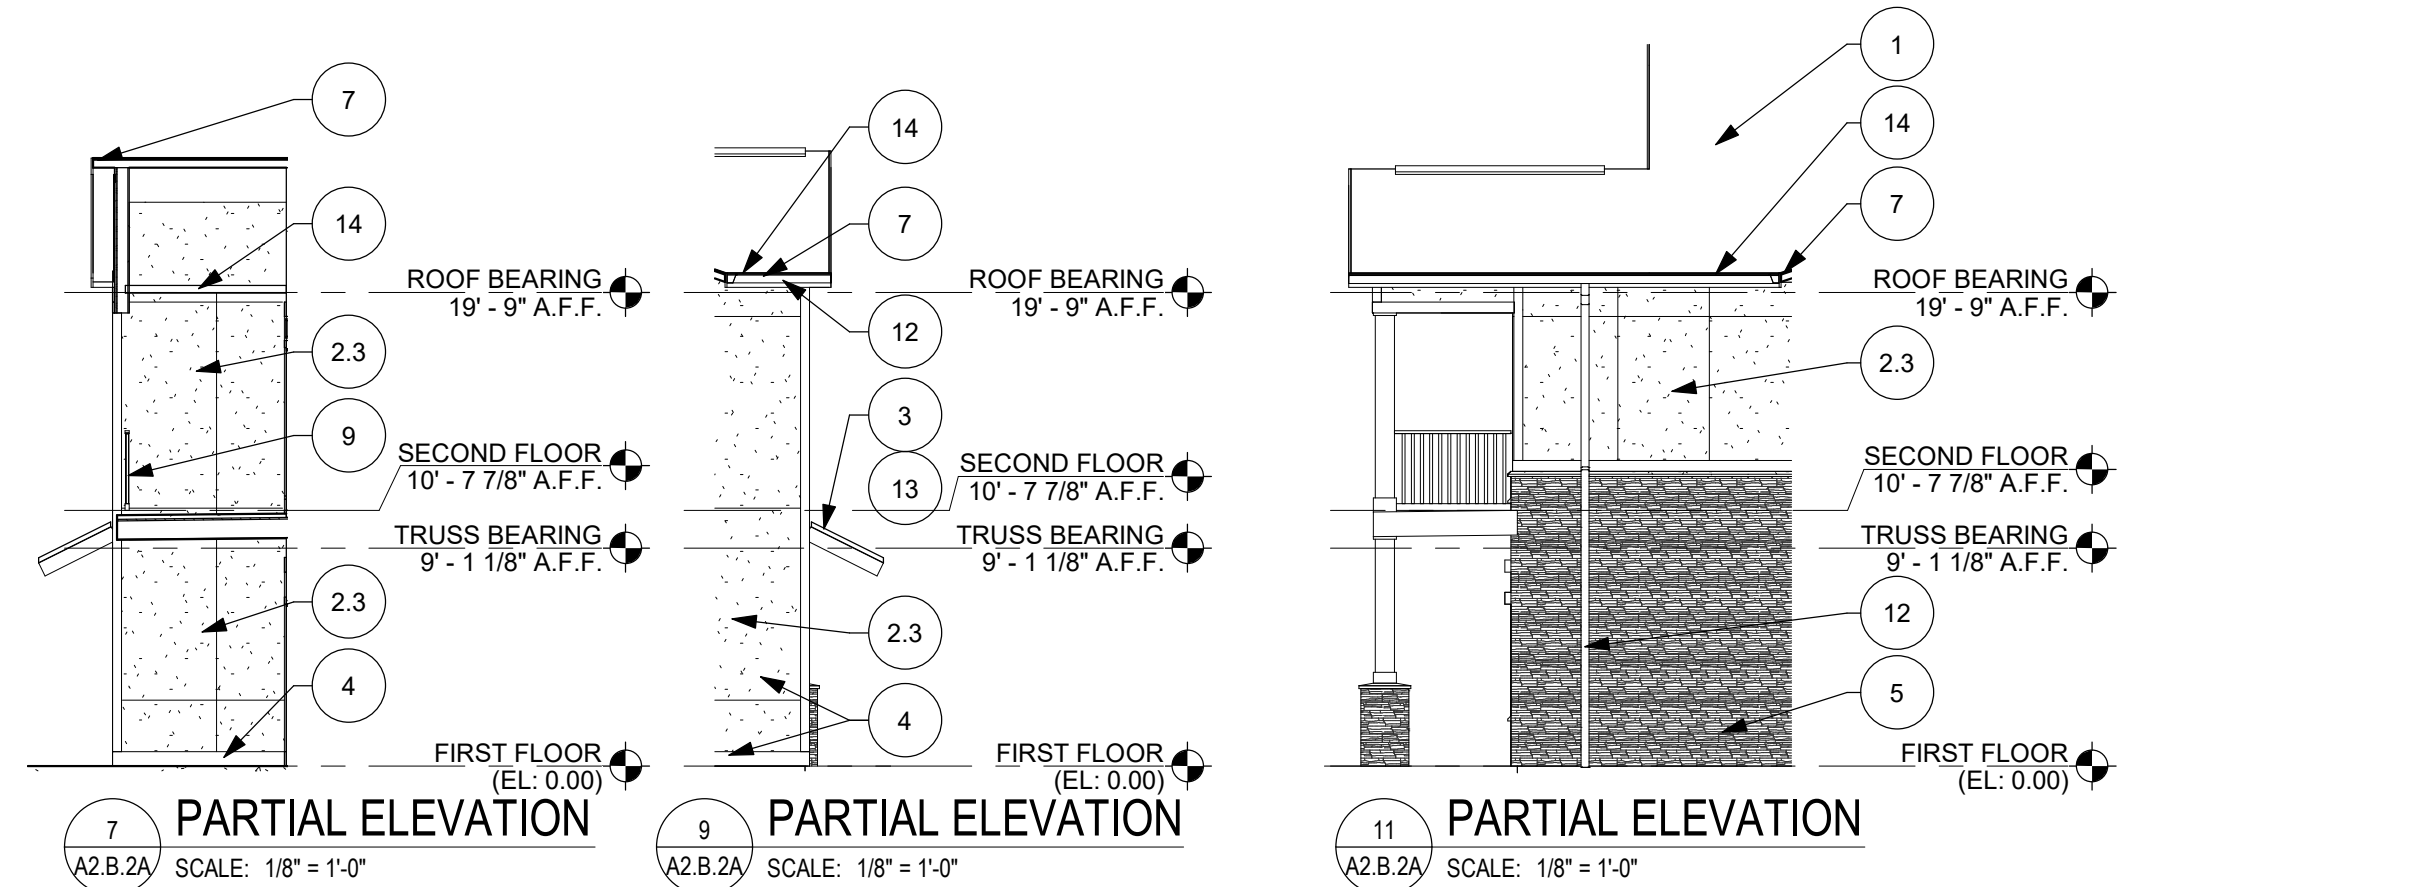 7
14
ROOF BEARING
19' - 9" A.F.F.
2.3
9
SECOND FLOOR
10' - 7 7/8" A.F.F.
TRUSS BEARING
9' - 1 1/8" A.F.F.
2.3
4
FIRST FLOOR
(EL: 0.00)
7
A2.B.2A
PARTIAL ELEVATION
SCALE: 1/8" = 1'-0"
14
7
ROOF BEARING
19' - 9" A.F.F.
12
3
13
SECOND FLOOR
10' - 7 7/8" A.F.F.
TRUSS BEARING
9' - 1 1/8" A.F.F.
2.3
4
FIRST FLOOR
(EL: 0.00)
9
A2.B.2A
PARTIAL ELEVATION
SCALE: 1/8" = 1'-0"
1
14
7
ROOF BEARING
19' - 9" A.F.F.
2.3
SECOND FLOOR
10' - 7 7/8" A.F.F.
TRUSS BEARING
9' - 1 1/8" A.F.F.
12
5
FIRST FLOOR
(EL: 0.00)
11
A2.B.2A
PARTIAL ELEVATION
SCALE: 1/8" = 1'-0"